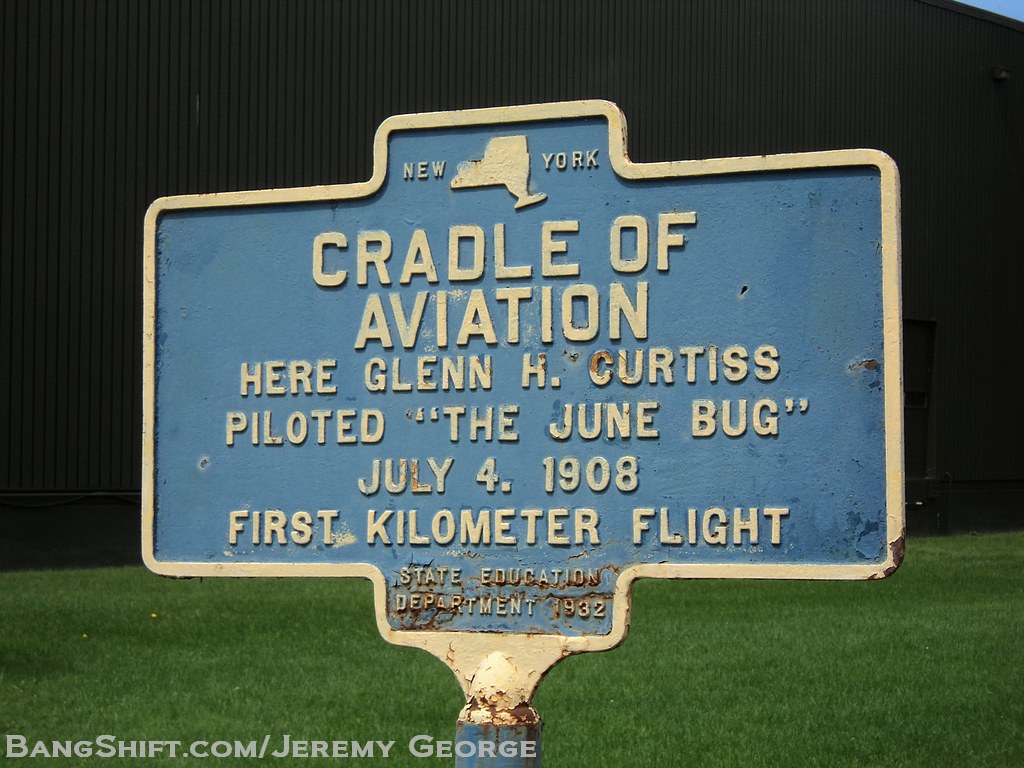 NEW YORK
CRADLE OF
AVIATION
HERE GLENN H. CURTISS
PILOTED "THE JUNE BUG"
JULY 4. 1908
FIRST KILOMETER FLIGHT
STATE EDUCATION
DEPARTMENT 1932
BangShift.com/Jeremy George